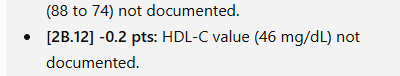 (88 to 74) not documented.
• [2B.12] -0.2 pts: HDL-C value (46 mg/dL) not
documented.